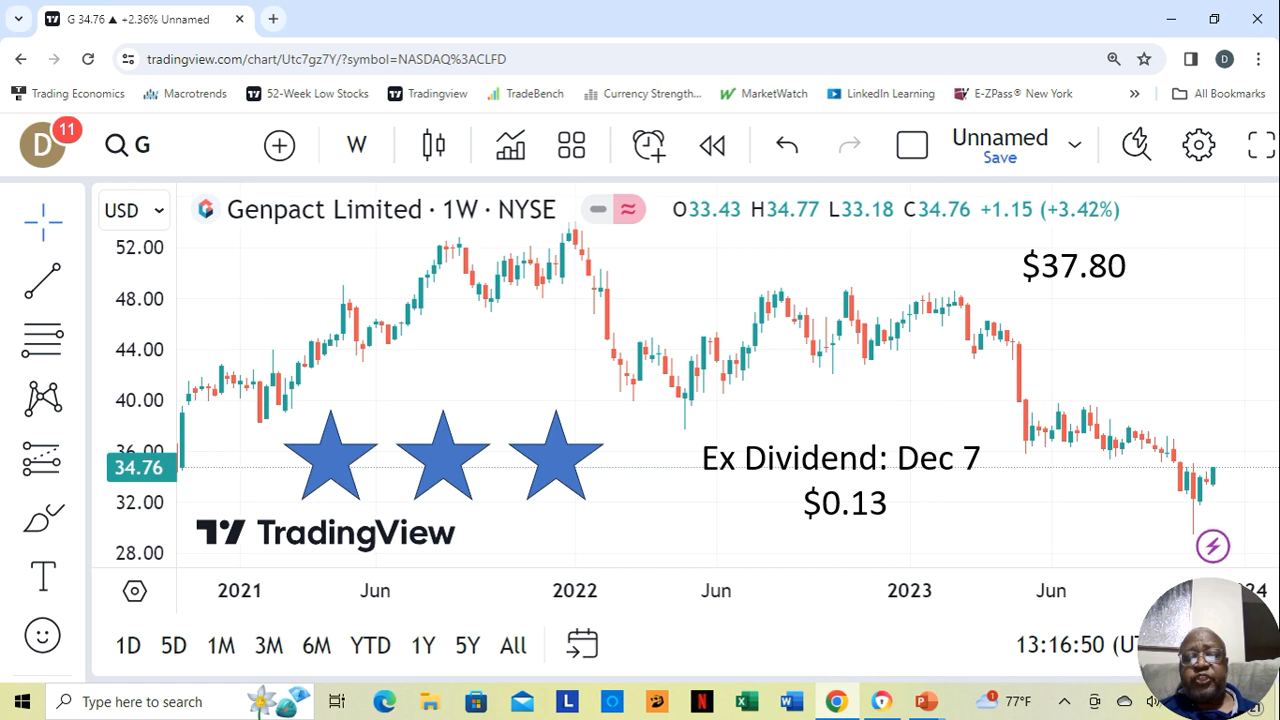 G 34.76 ▲ +2.36% Unnamed
tradingview.com/chart/Utc7gz7Y/?symbol=NASDAQ%3ACLFD
D
Trading Economics
Macrotrends
52-Week Low Stocks
Tradingview
TradeBench
Currency Strength...
MarketWatch
LinkedIn Learning
E-ZPass® New York
»
All Bookmarks
D
11
G
W
Unnamed
Save
USD
Genpact Limited · 1W · NYSE
O33.43 H34.77 L33.18 C34.76 +1.15 (+3.42%)
$37.80
52.00
48.00
44.00
40.00
36.00
34.76
32.00
28.00
Ex Dividend: Dec 7
$0.13
TradingView
2021
Jun
2022
Jun
2023
Jun
1D 5D 1M 3M 6M YTD 1Y 5Y All
13:16:50
Type here to search
77°F